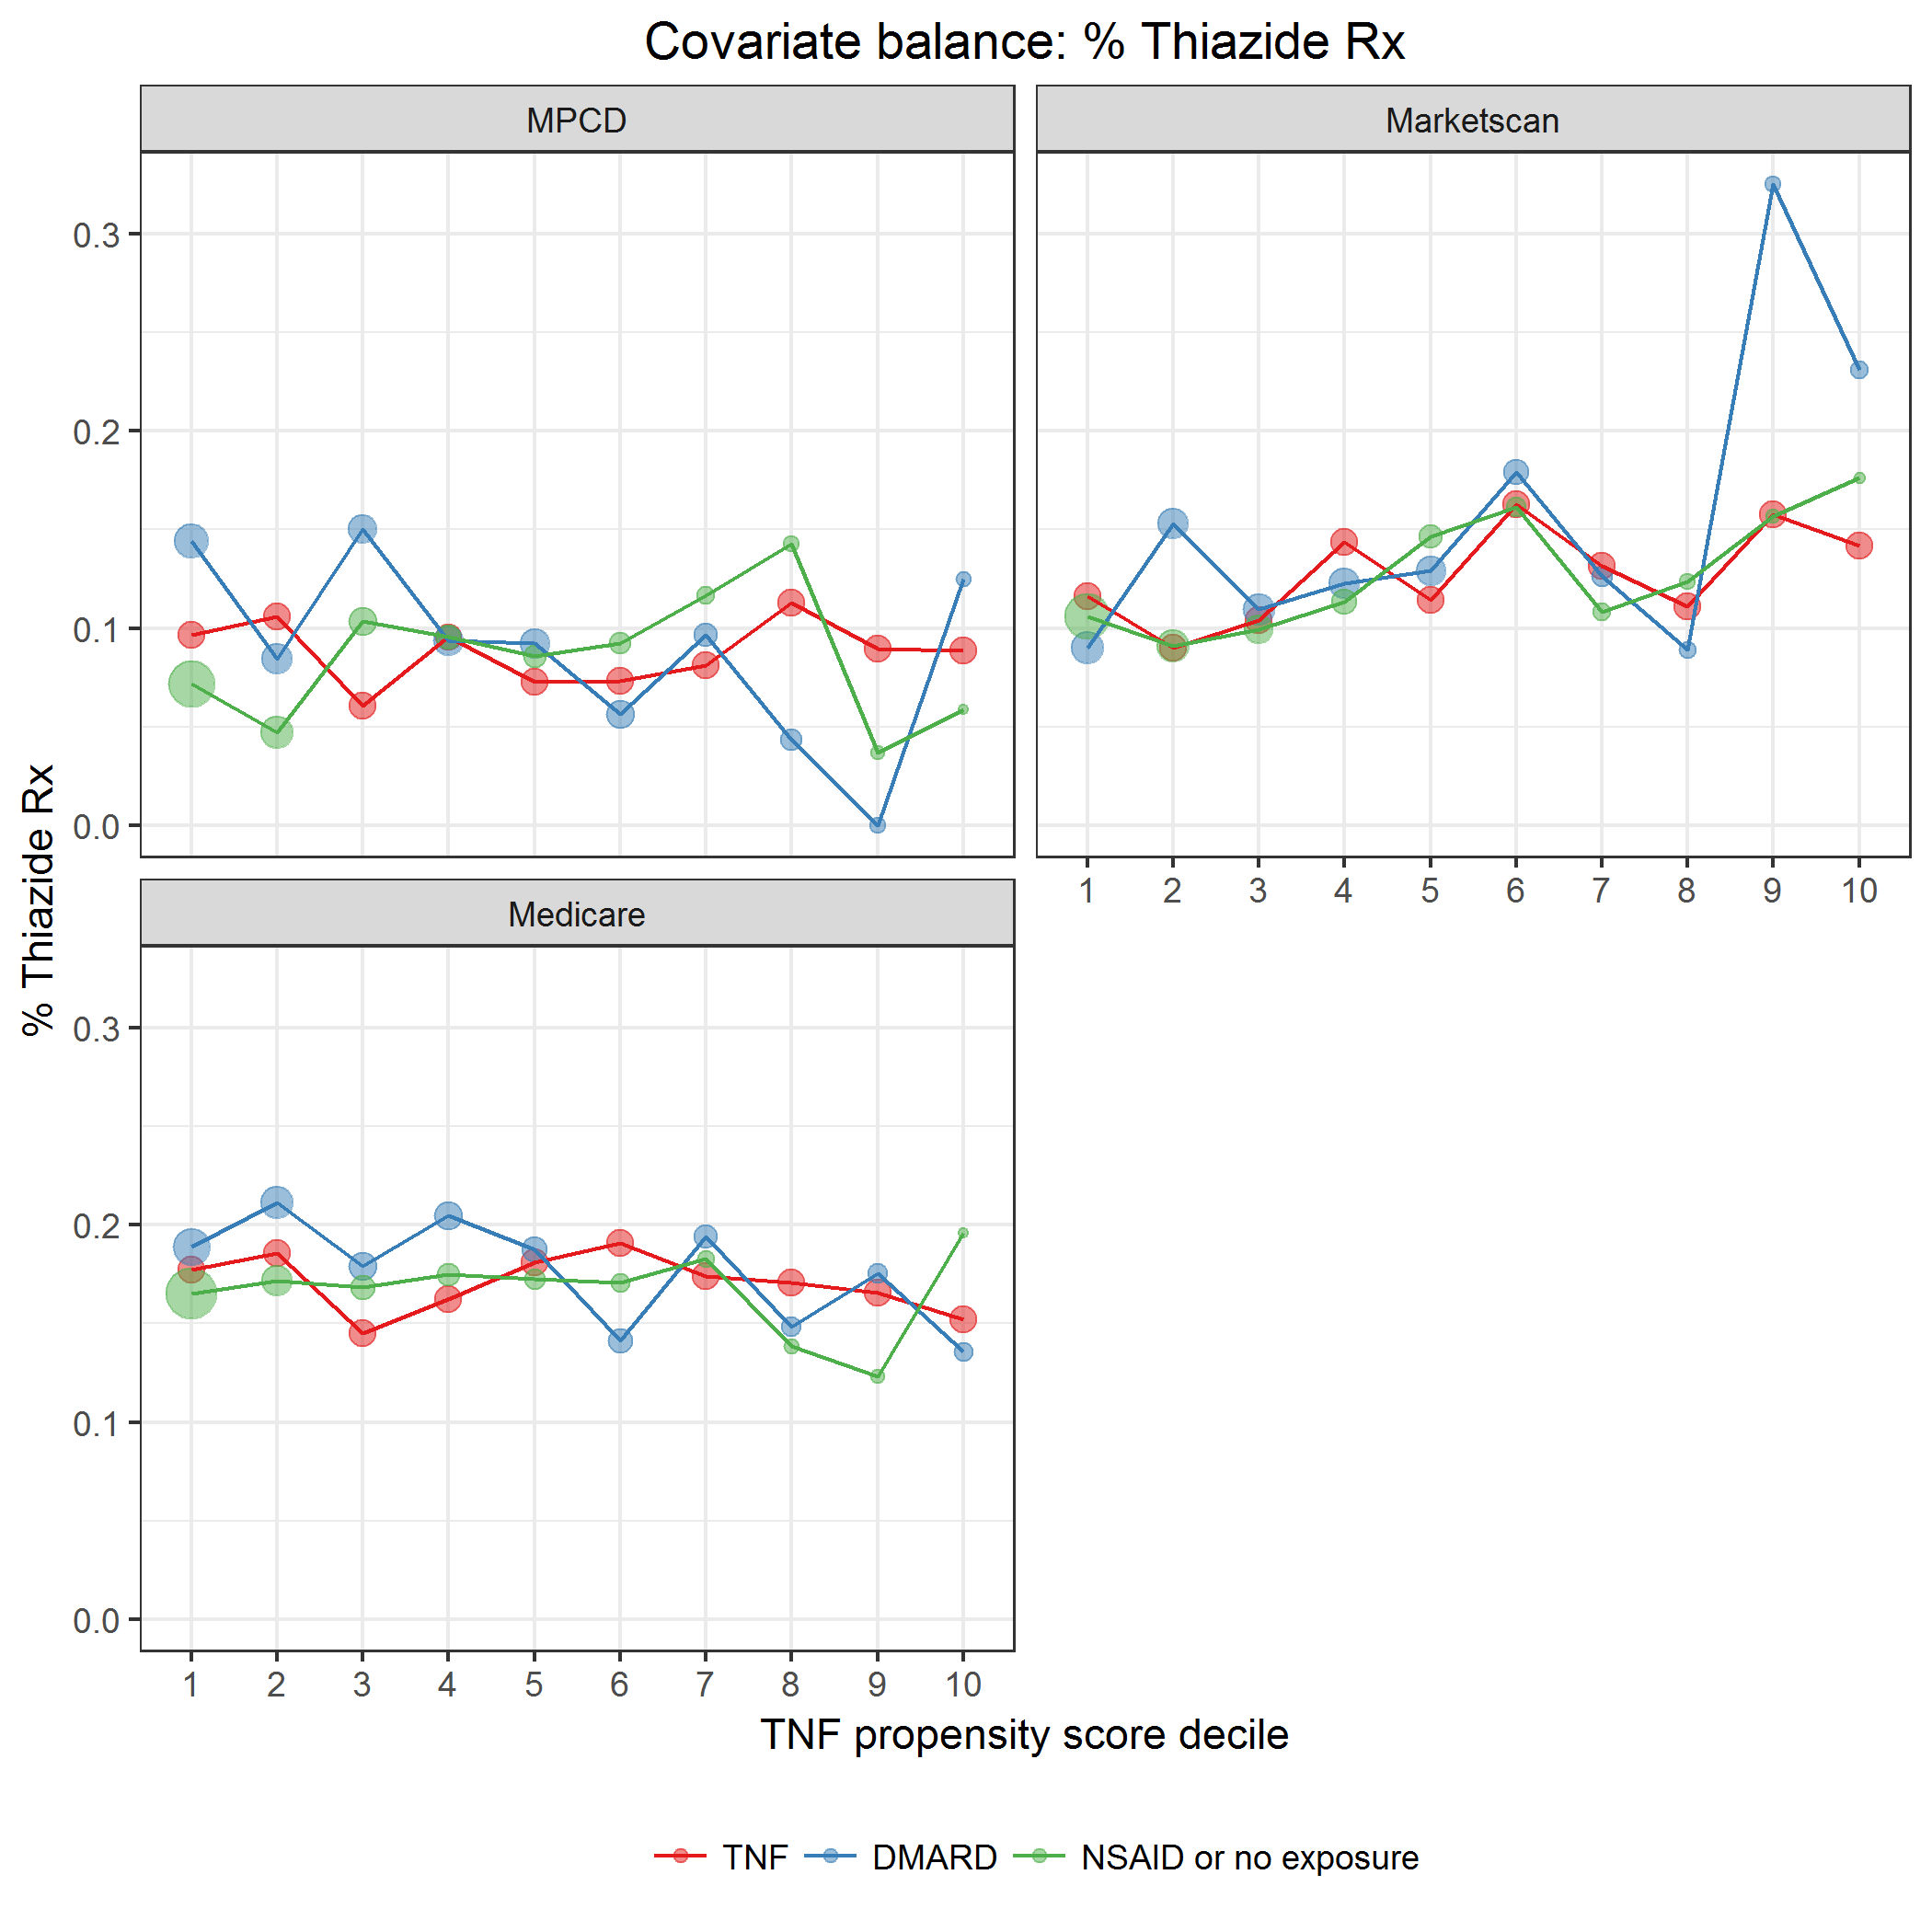 Covariate balance: % Thiazide Rx
MPCD
Marketscan
0.3
0.2
0.1
0.0
1 2 3 4 5 6 7 8 9 10
Medicare
0.3
0.2
0.1
0.0
1 2 3 4 5 6 7 8 9 10
% Thiazide Rx
TNF propensity score decile
TNF DMARD NSAID or no exposure